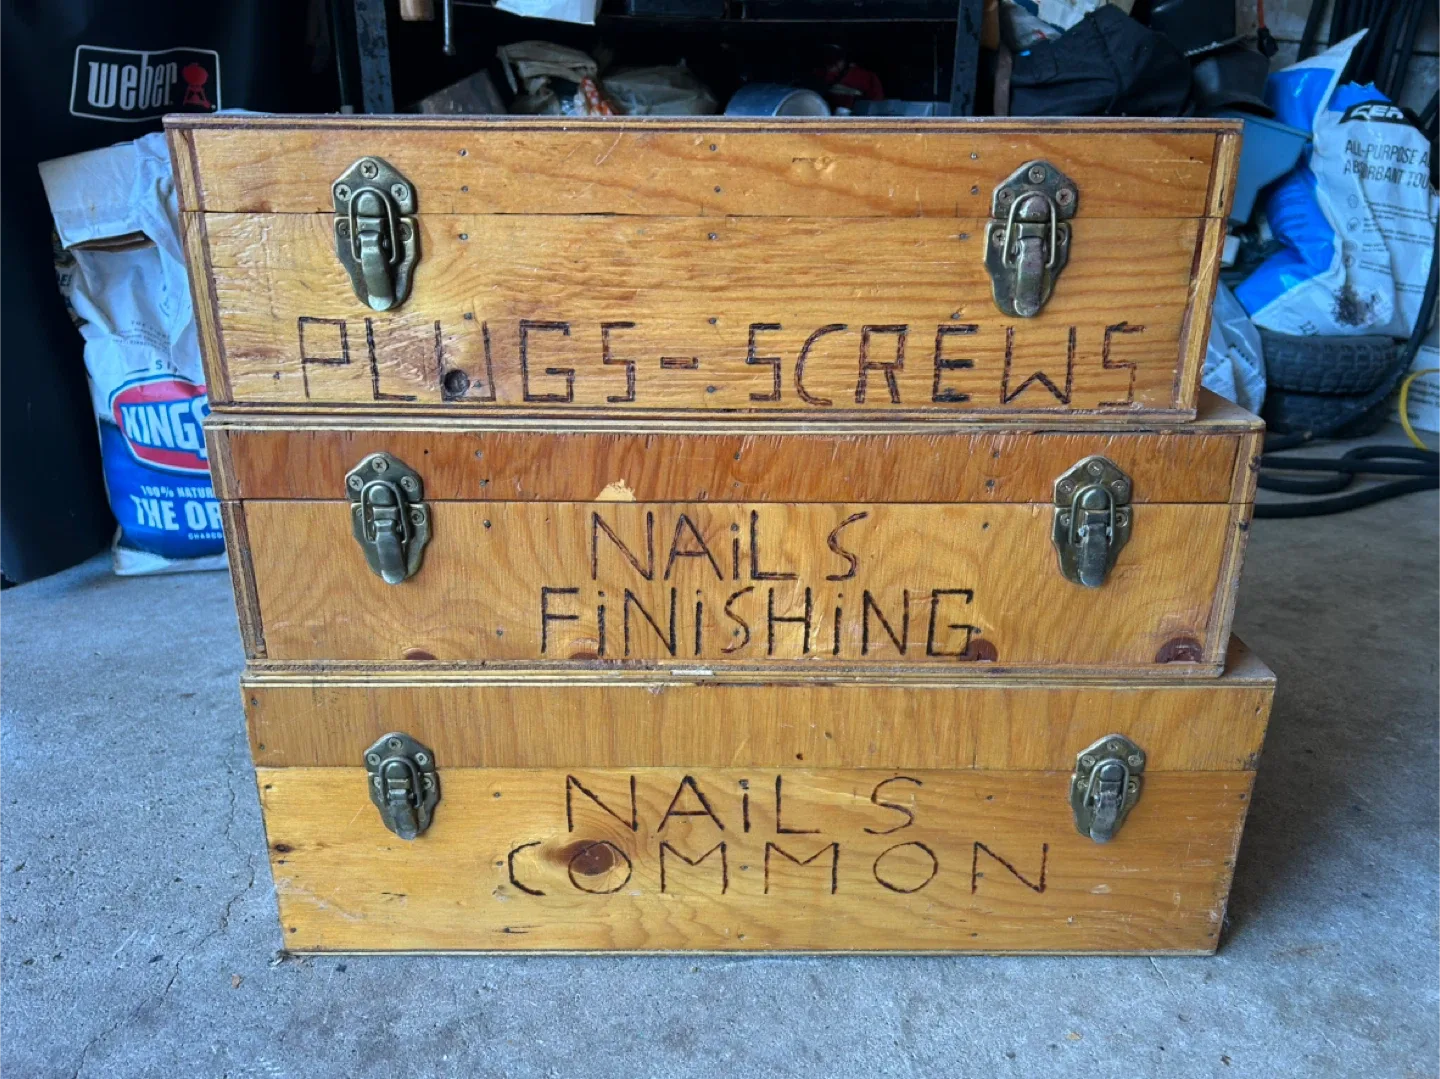 weber
PLUGS-SCREWS
NAiLS
FiNiSHiNG
NAiLS
COMMON
KINGS
100% NATUR
THE OR
ALL-PURPOSE